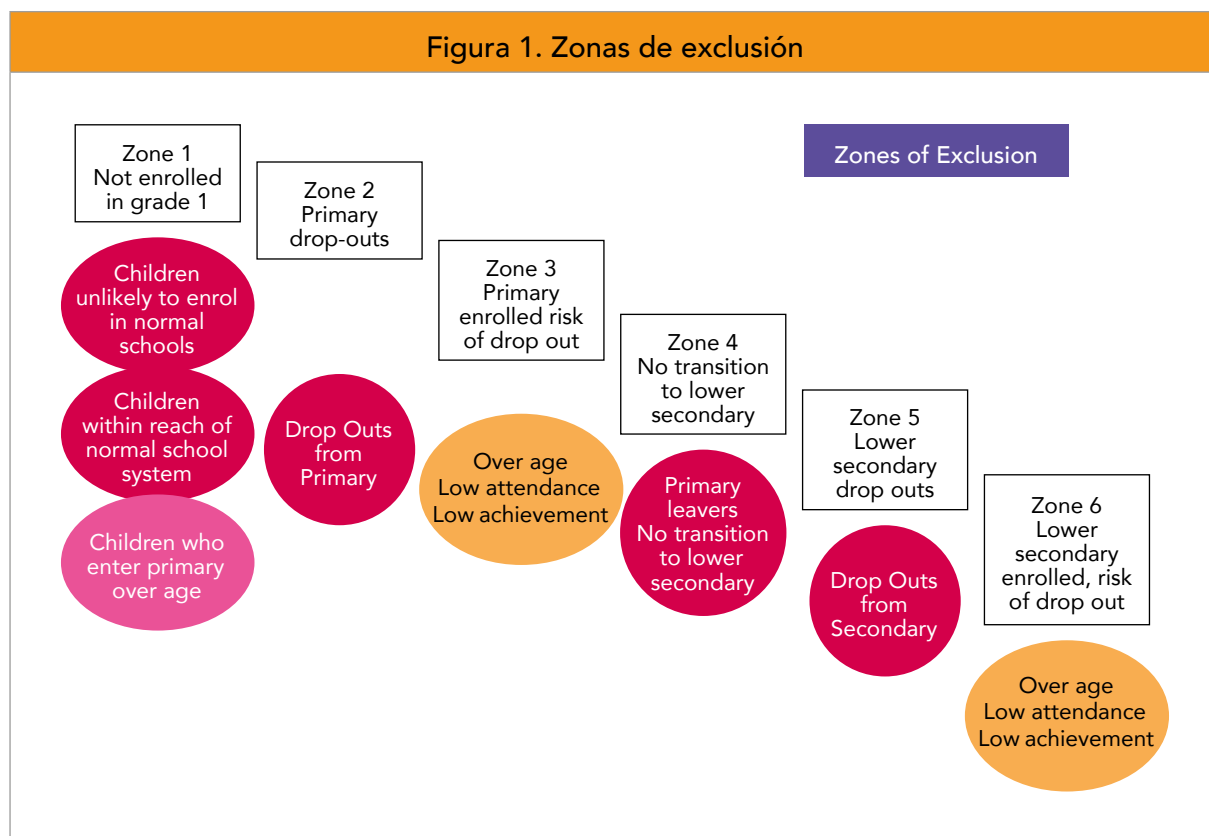 Figura 1. Zonas de exclusión
Zones of Exclusion
Zone 1
Not enrolled
in grade 1
Children
unlikely to enrol
in normal
schools
Children
within reach of
normal school
system
Children who
enter primary
over age
Zone 2
Primary
drop-outs
Drop Outs
from
Primary
Zone 3
Primary
enrolled risk
of drop out
Over age
Low attendance
Low achievement
Zone 4
No transition
to lower
secondary
Primary
leavers
No transition
to lower
secondary
Zone 5
Lower
secondary
drop outs
Drop Outs
from
Secondary
Zone 6
Lower
secondary
enrolled, risk
of drop out
Over age
Low attendance
Low achievement